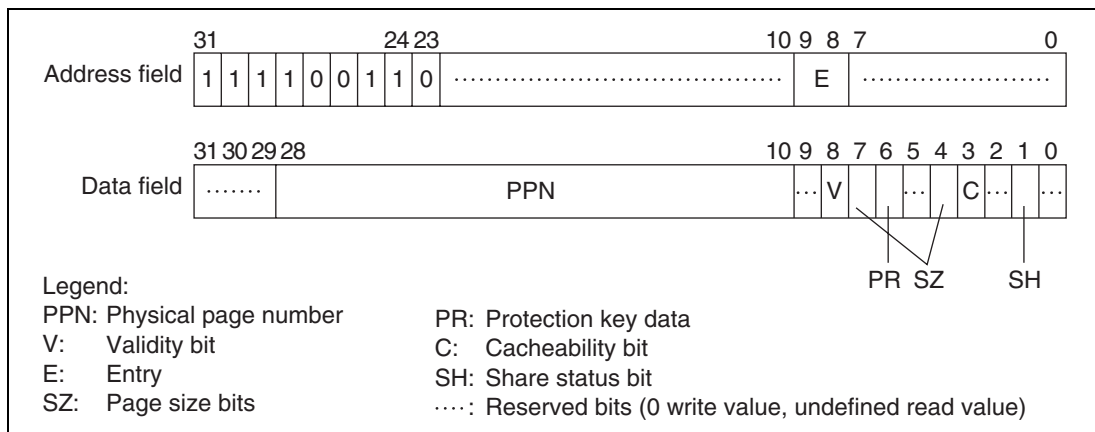 31 24 23 10 9 8 7 0
Address field 1 1 1 1 0 0 1 1 0 ········ E ········
31 30 29 28 10 9 8 7 6 5 4 3 2 1 0
Data field ······· PPN ··· V ··· C ··· ···
PR SZ SH
Legend:
PPN: Physical page number
V: Validity bit
E: Entry
SZ: Page size bits
PR: Protection key data
C: Cacheability bit
SH: Share status bit
····: Reserved bits (0 write value, undefined read value)